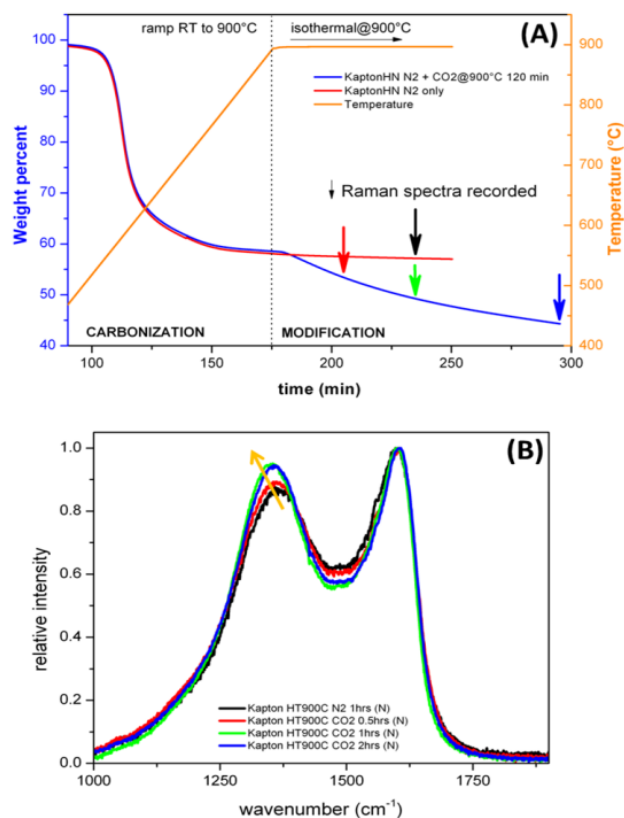 ramp RT to 900°C
isothermal@900°C
(A)
KaptonHN N2 + CO2@900°C 120 min
KaptonHN N2 only
Temperature
Raman spectra recorded
CARBONIZATION
MODIFICATION
Weight percent
100
90
80
70
60
50
40
Temperature (°C)
900
800
700
600
500
400
100
150
200
250
300
time (min)
(B)
relative intensity
1.0
0.8
0.6
0.4
0.2
0.0
Kapton HT900C N2 1hrs (N)
Kapton HT900C CO2 0.5hrs (N)
Kapton HT900C CO2 1hrs (N)
Kapton HT900C CO2 2hrs (N)
1000
1250
1500
1750
wavenumber (cm⁻¹)